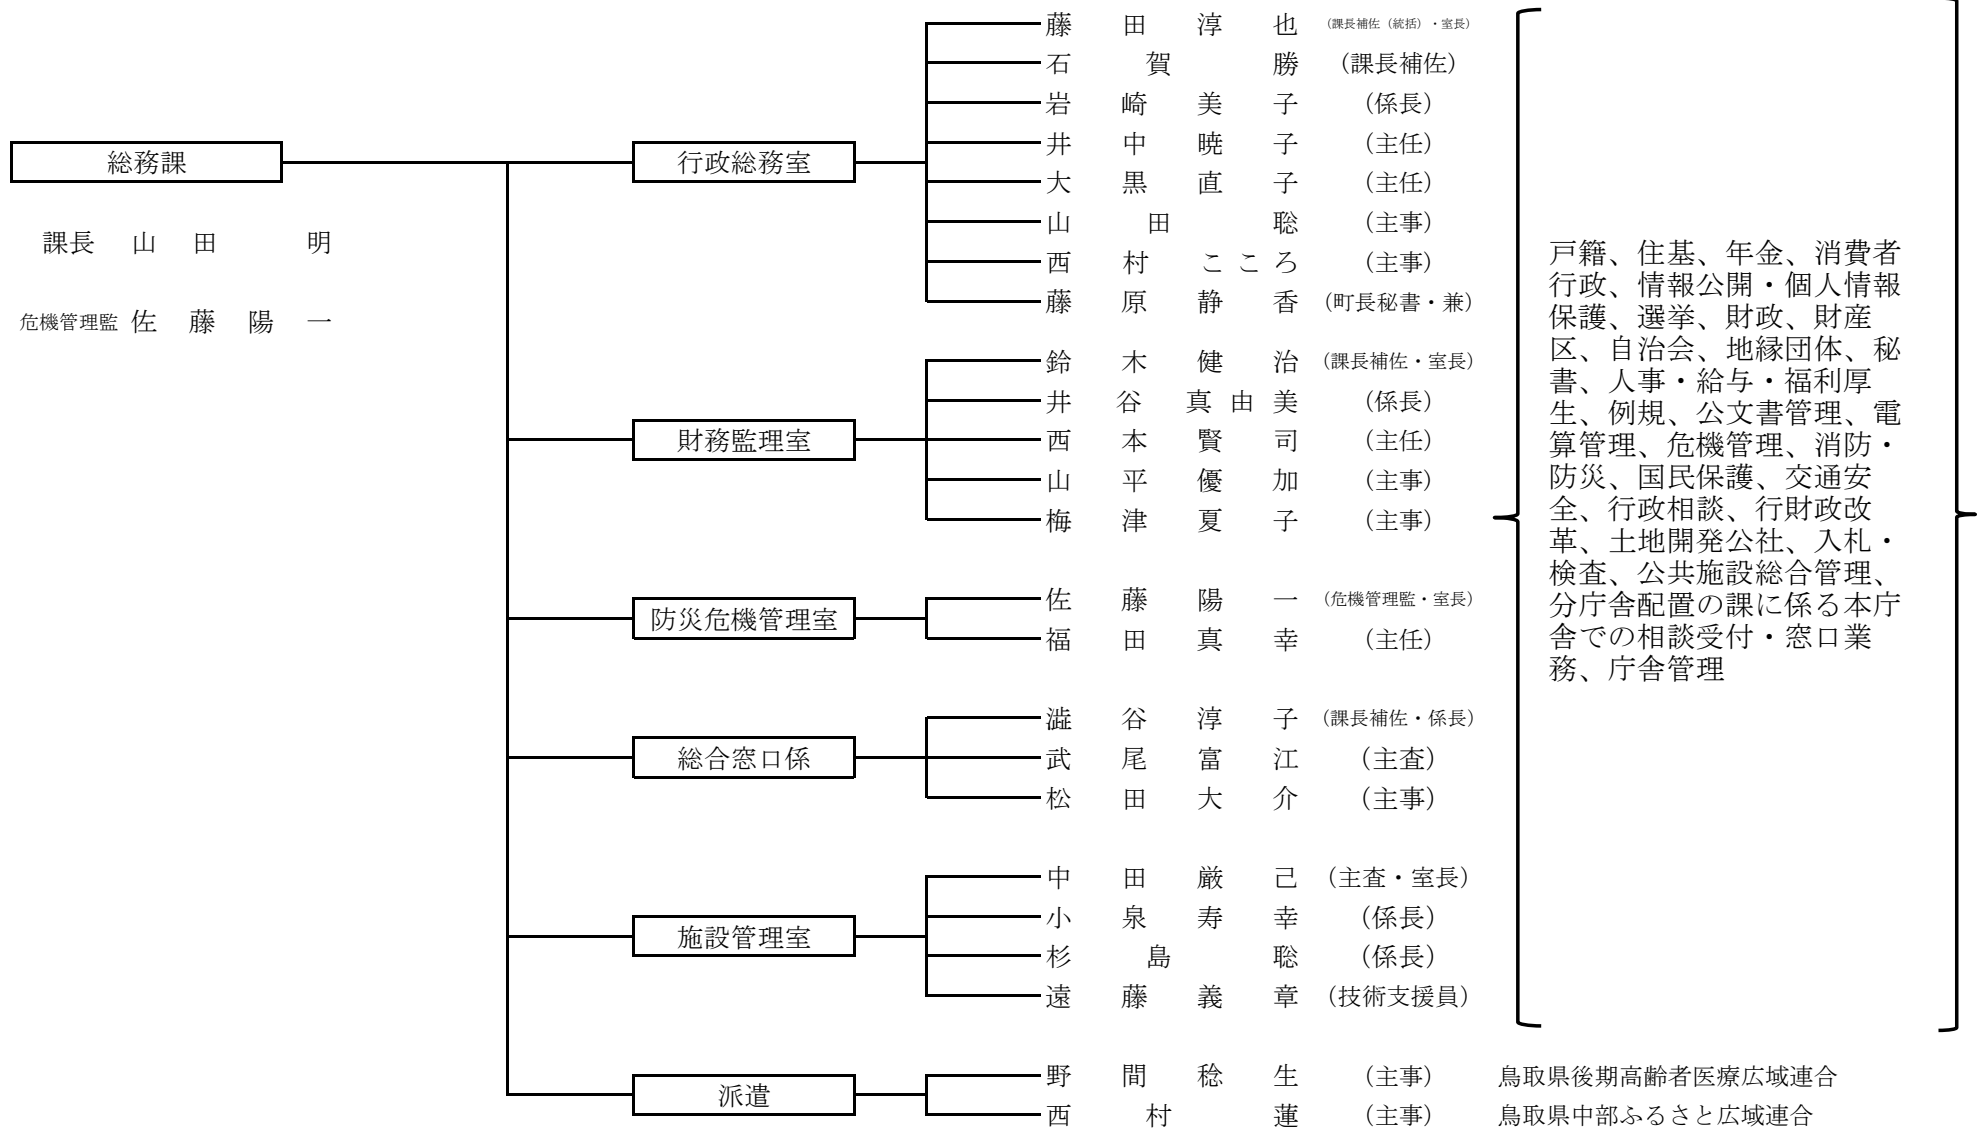 総務課
課長 山田 明
危機管理監 佐藤陽一
行政総務室
藤田淳也 (課長補佐(統括)・室長)
石賀勝 (課長補佐)
岩崎美子 (係長)
井中暁子 (主任)
大黒直子 (主任)
山田聡 (主事)
西村こころ (主事)
藤原静香 (町長秘書・兼)
財務監理室
鈴木健治 (課長補佐・室長)
井谷真由美 (係長)
西本賢司 (主任)
山平優加 (主事)
梅津夏子 (主事)
防災危機管理室
佐藤陽一 (危機管理監・室長)
福田真幸 (主任)
総合窓口係
澁谷淳子 (課長補佐・係長)
武尾富江 (主査)
松田大介 (主事)
施設管理室
中田厳己 (主査・室長)
小泉寿幸 (係長)
杉島聡 (係長)
遠藤義章 (技術支援員)
派遣
野間稔生 (主事) 鳥取県後期高齢者医療広域連合
西村蓮 (主事) 鳥取県中部ふるさと広域連合
戸籍、住基、年金、消費者
行政、情報公開・個人情報
保護、選挙、財政、財産
区、自治会、地縁団体、秘
書、人事・給与・福利厚
生、例規、公文書管理、電
算管理、危機管理、消防・
防災、国民保護、交通安
全、行政相談、行財政改
革、土地開発公社、入札・
検査、公共施設総合管理、
分庁舎配置の課に係る本庁
舎での相談受付・窓口業
務、庁舎管理